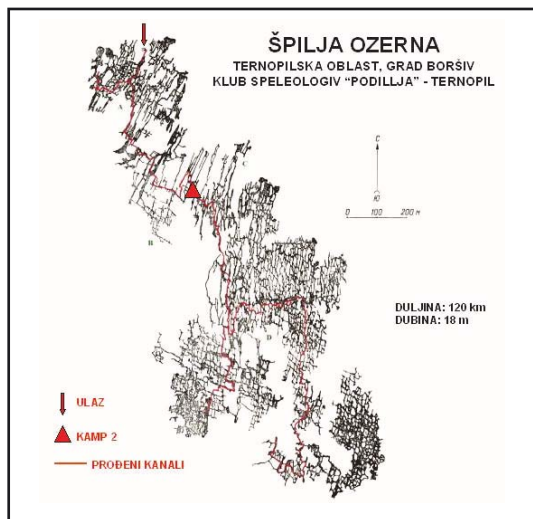 ŠPILJA OZERNA
TERNOPILSKA OBLAST, GRAD BORŠIV
KLUB SPELEOLOGIV “PODILLJA” - TERNOPIL
С
Ю
0 100 200 м
DULJINA: 120 km
DUBINA: 18 m
ULAZ
KAMP 2
PROĐENI KANALI